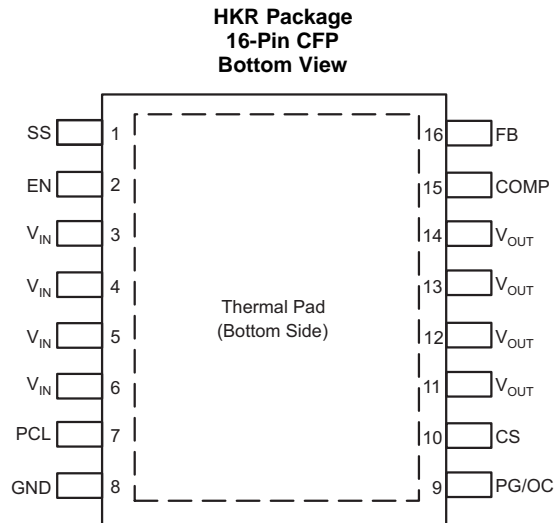 HKR Package
16-Pin CFP
Bottom View
SS 1 16 FB
EN 2 15 COMP
VIN 3 14 VOUT
VIN 4 13 VOUT
Thermal Pad
(Bottom Side)
VIN 5 12 VOUT
VIN 6 11 VOUT
PCL 7 10 CS
GND 8 9 PG/OC